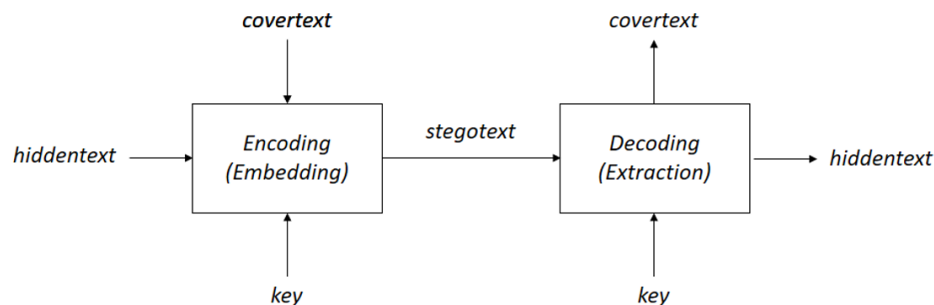 covertext
covertext
hiddentext
Encoding
(Embedding)
stegotext
Decoding
(Extraction)
hiddentext
key
key